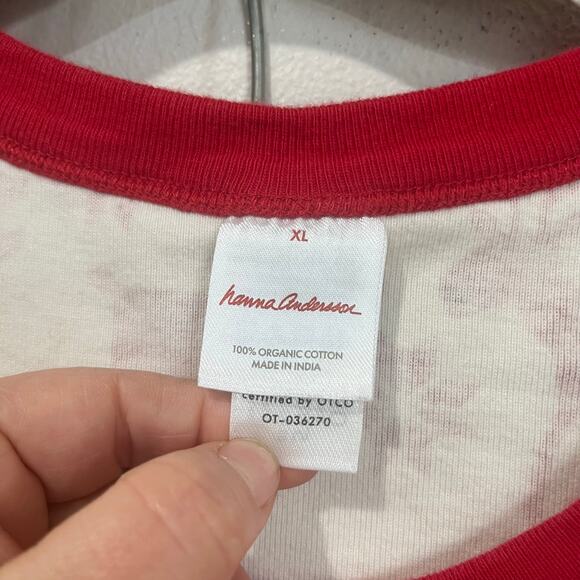 XL
hanna andersson
100% ORGANIC COTTON
MADE IN INDIA
certified by OTCO
OT-036270